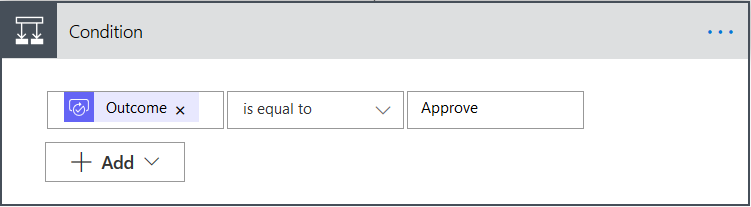 Condition
Outcome × is equal to Approve
+ Add